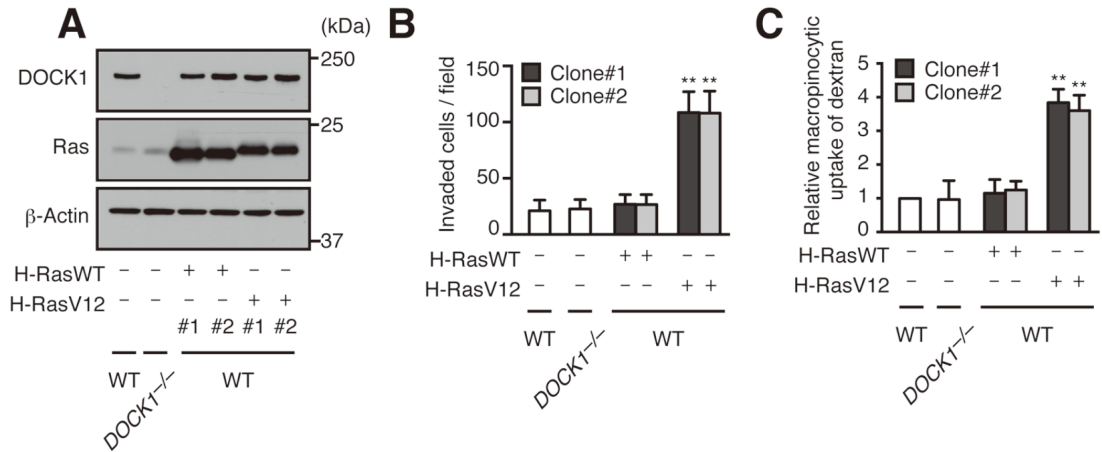 A
(kDa)
DOCK1
250
Ras
25
β-Actin
37
H-RasWT – – + + – –
H-RasV12 – – – – + +
#1 #2 #1 #2
WT DOCK1–/– WT
B
Invaded cells / field
150
100
50
0
Clone#1
Clone#2
** **
H-RasWT – – + + – –
H-RasV12 – – – – + +
WT DOCK1–/– WT
C
Relative macropinocytic
uptake of dextran
5
4
3
2
1
0
Clone#1
Clone#2
** **
H-RasWT – – + + – –
H-RasV12 – – – – + +
WT DOCK1–/– WT